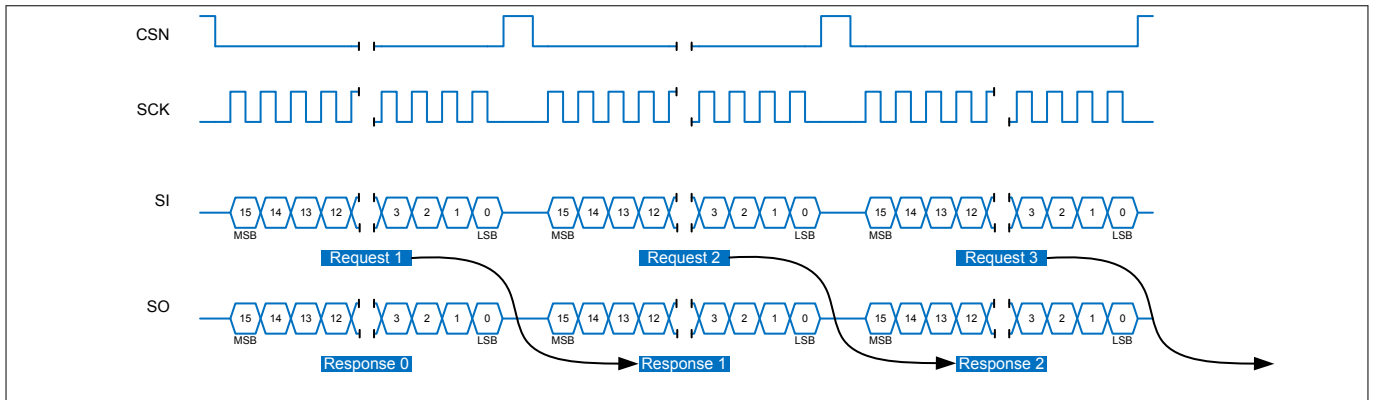 CSN
SCK
SI
15 14 13 12 3 2 1 0 15 14 13 12 3 2 1 0 15 14 13 12 3 2 1 0
MSB LSB MSB LSB MSB LSB
Request 1 Request 2 Request 3
SO
15 14 13 12 3 2 1 0 15 14 13 12 3 2 1 0 15 14 13 12 3 2 1 0
MSB LSB MSB LSB MSB LSB
Response 0 Response 1 Response 2